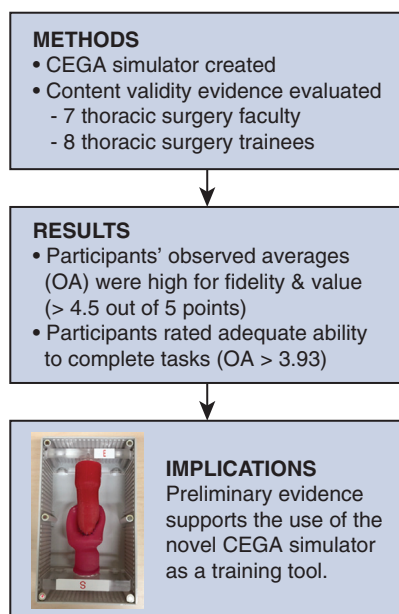 METHODS
• CEGA simulator created
• Content validity evidence evaluated
- 7 thoracic surgery faculty
- 8 thoracic surgery trainees
RESULTS
• Participants' observed averages
(OA) were high for fidelity & value
(> 4.5 out of 5 points)
• Participants rated adequate ability
to complete tasks (OA > 3.93)
E
S
IMPLICATIONS
Preliminary evidence
supports the use of the
novel CEGA simulator
as a training tool.